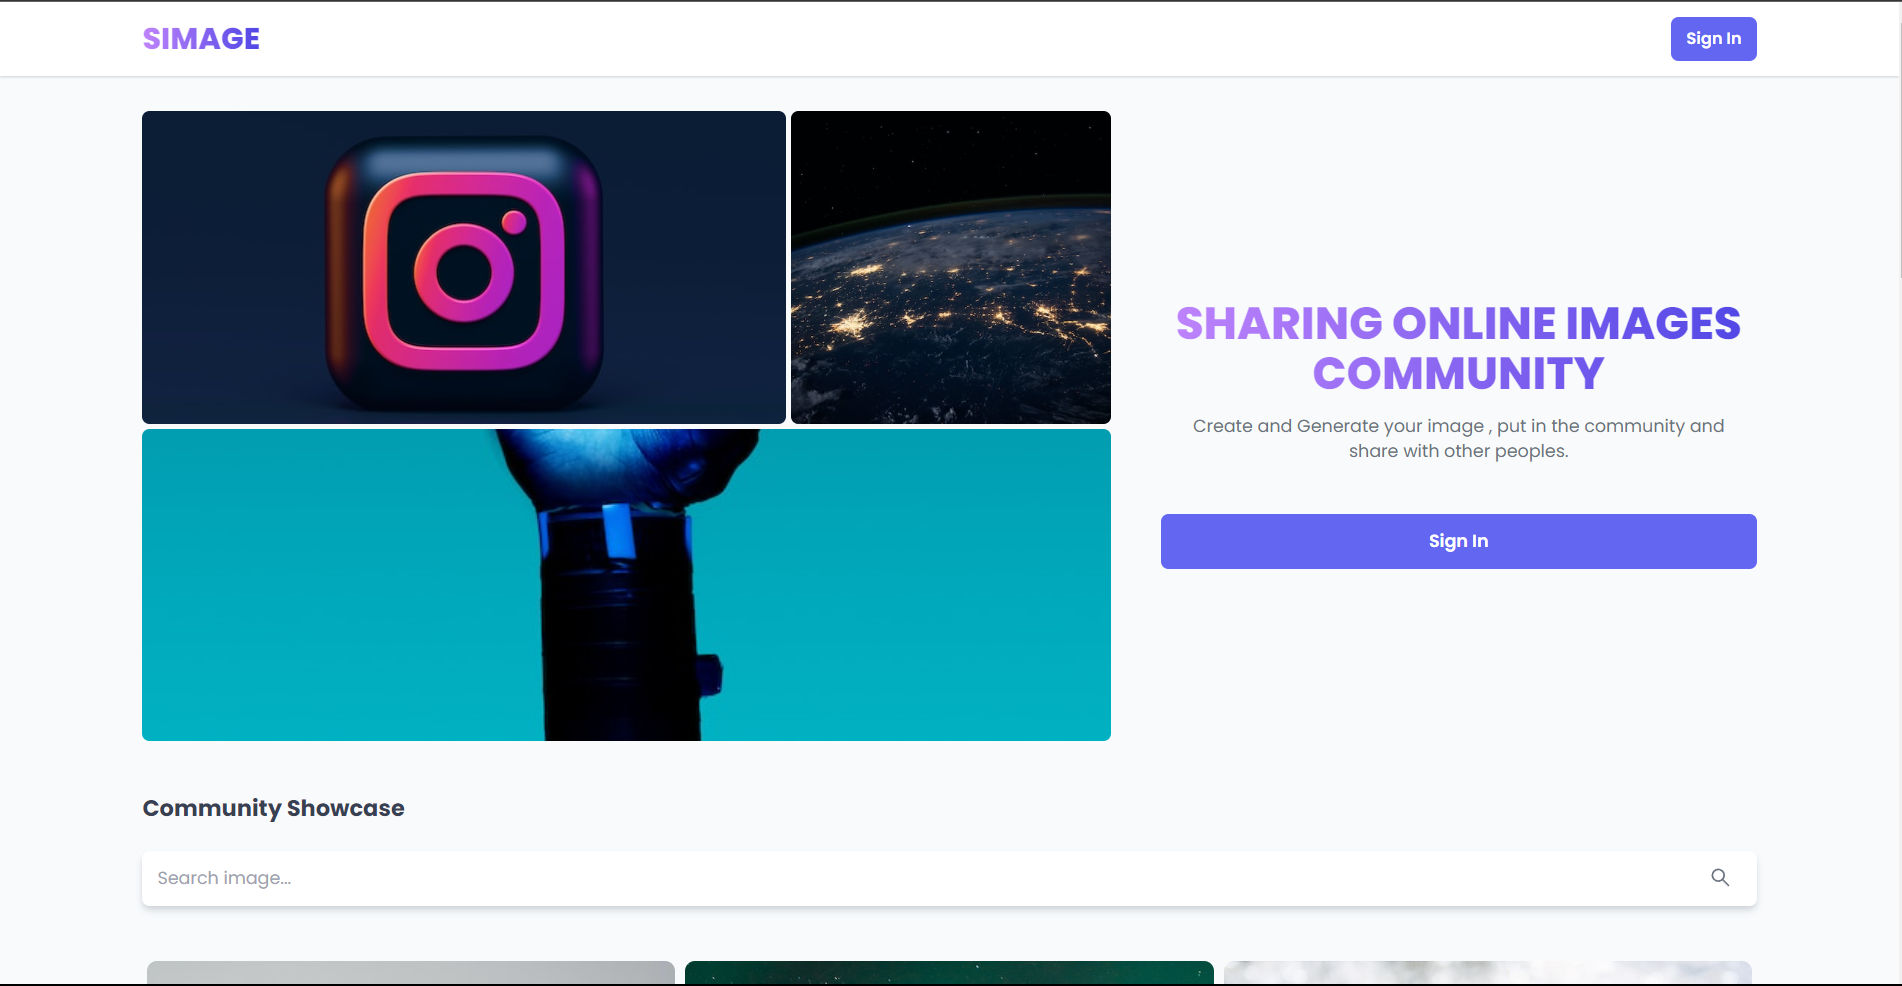 SIMAGE
Sign In
SHARING ONLINE IMAGES
COMMUNITY
Create and Generate your image , put in the community and
share with other peoples.
Sign In
Community Showcase
Search image...